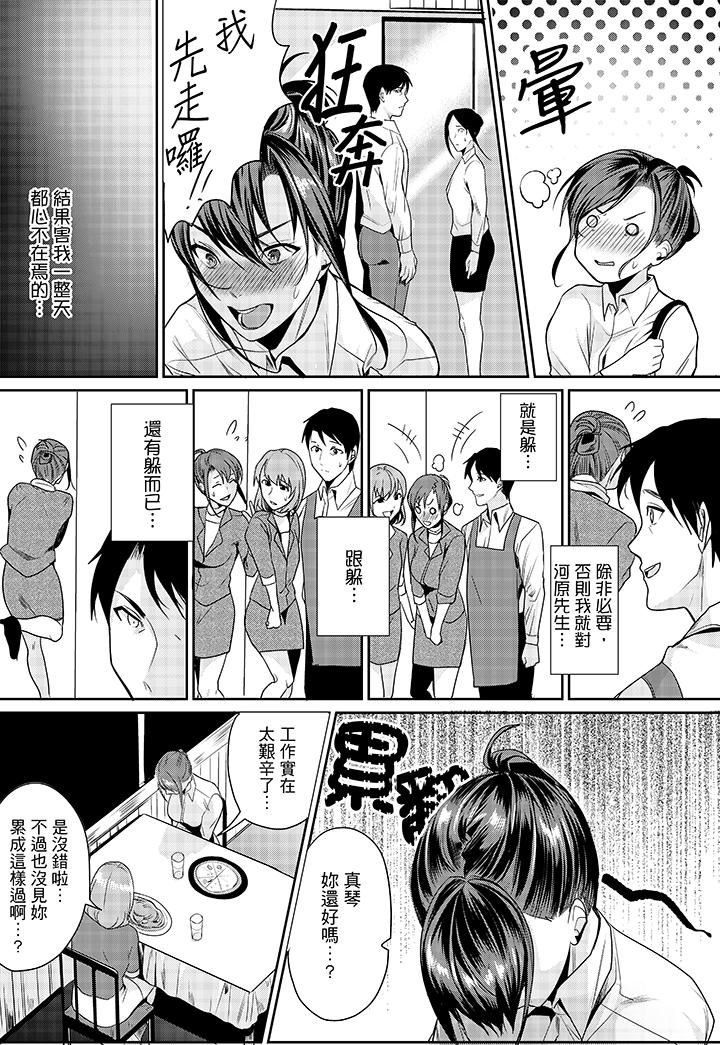 暈
狂奔
我
先走囉!!
結果害我一整天
都心不在焉的…
除非必要，
否則我就對
河原先生…
就是躲…
跟躲…
還有躲而已…
累翻
真琴
妳還好嗎…？
工作實在
太艱辛了…
是沒錯啦…
不過也沒見妳
累成這樣過啊…？